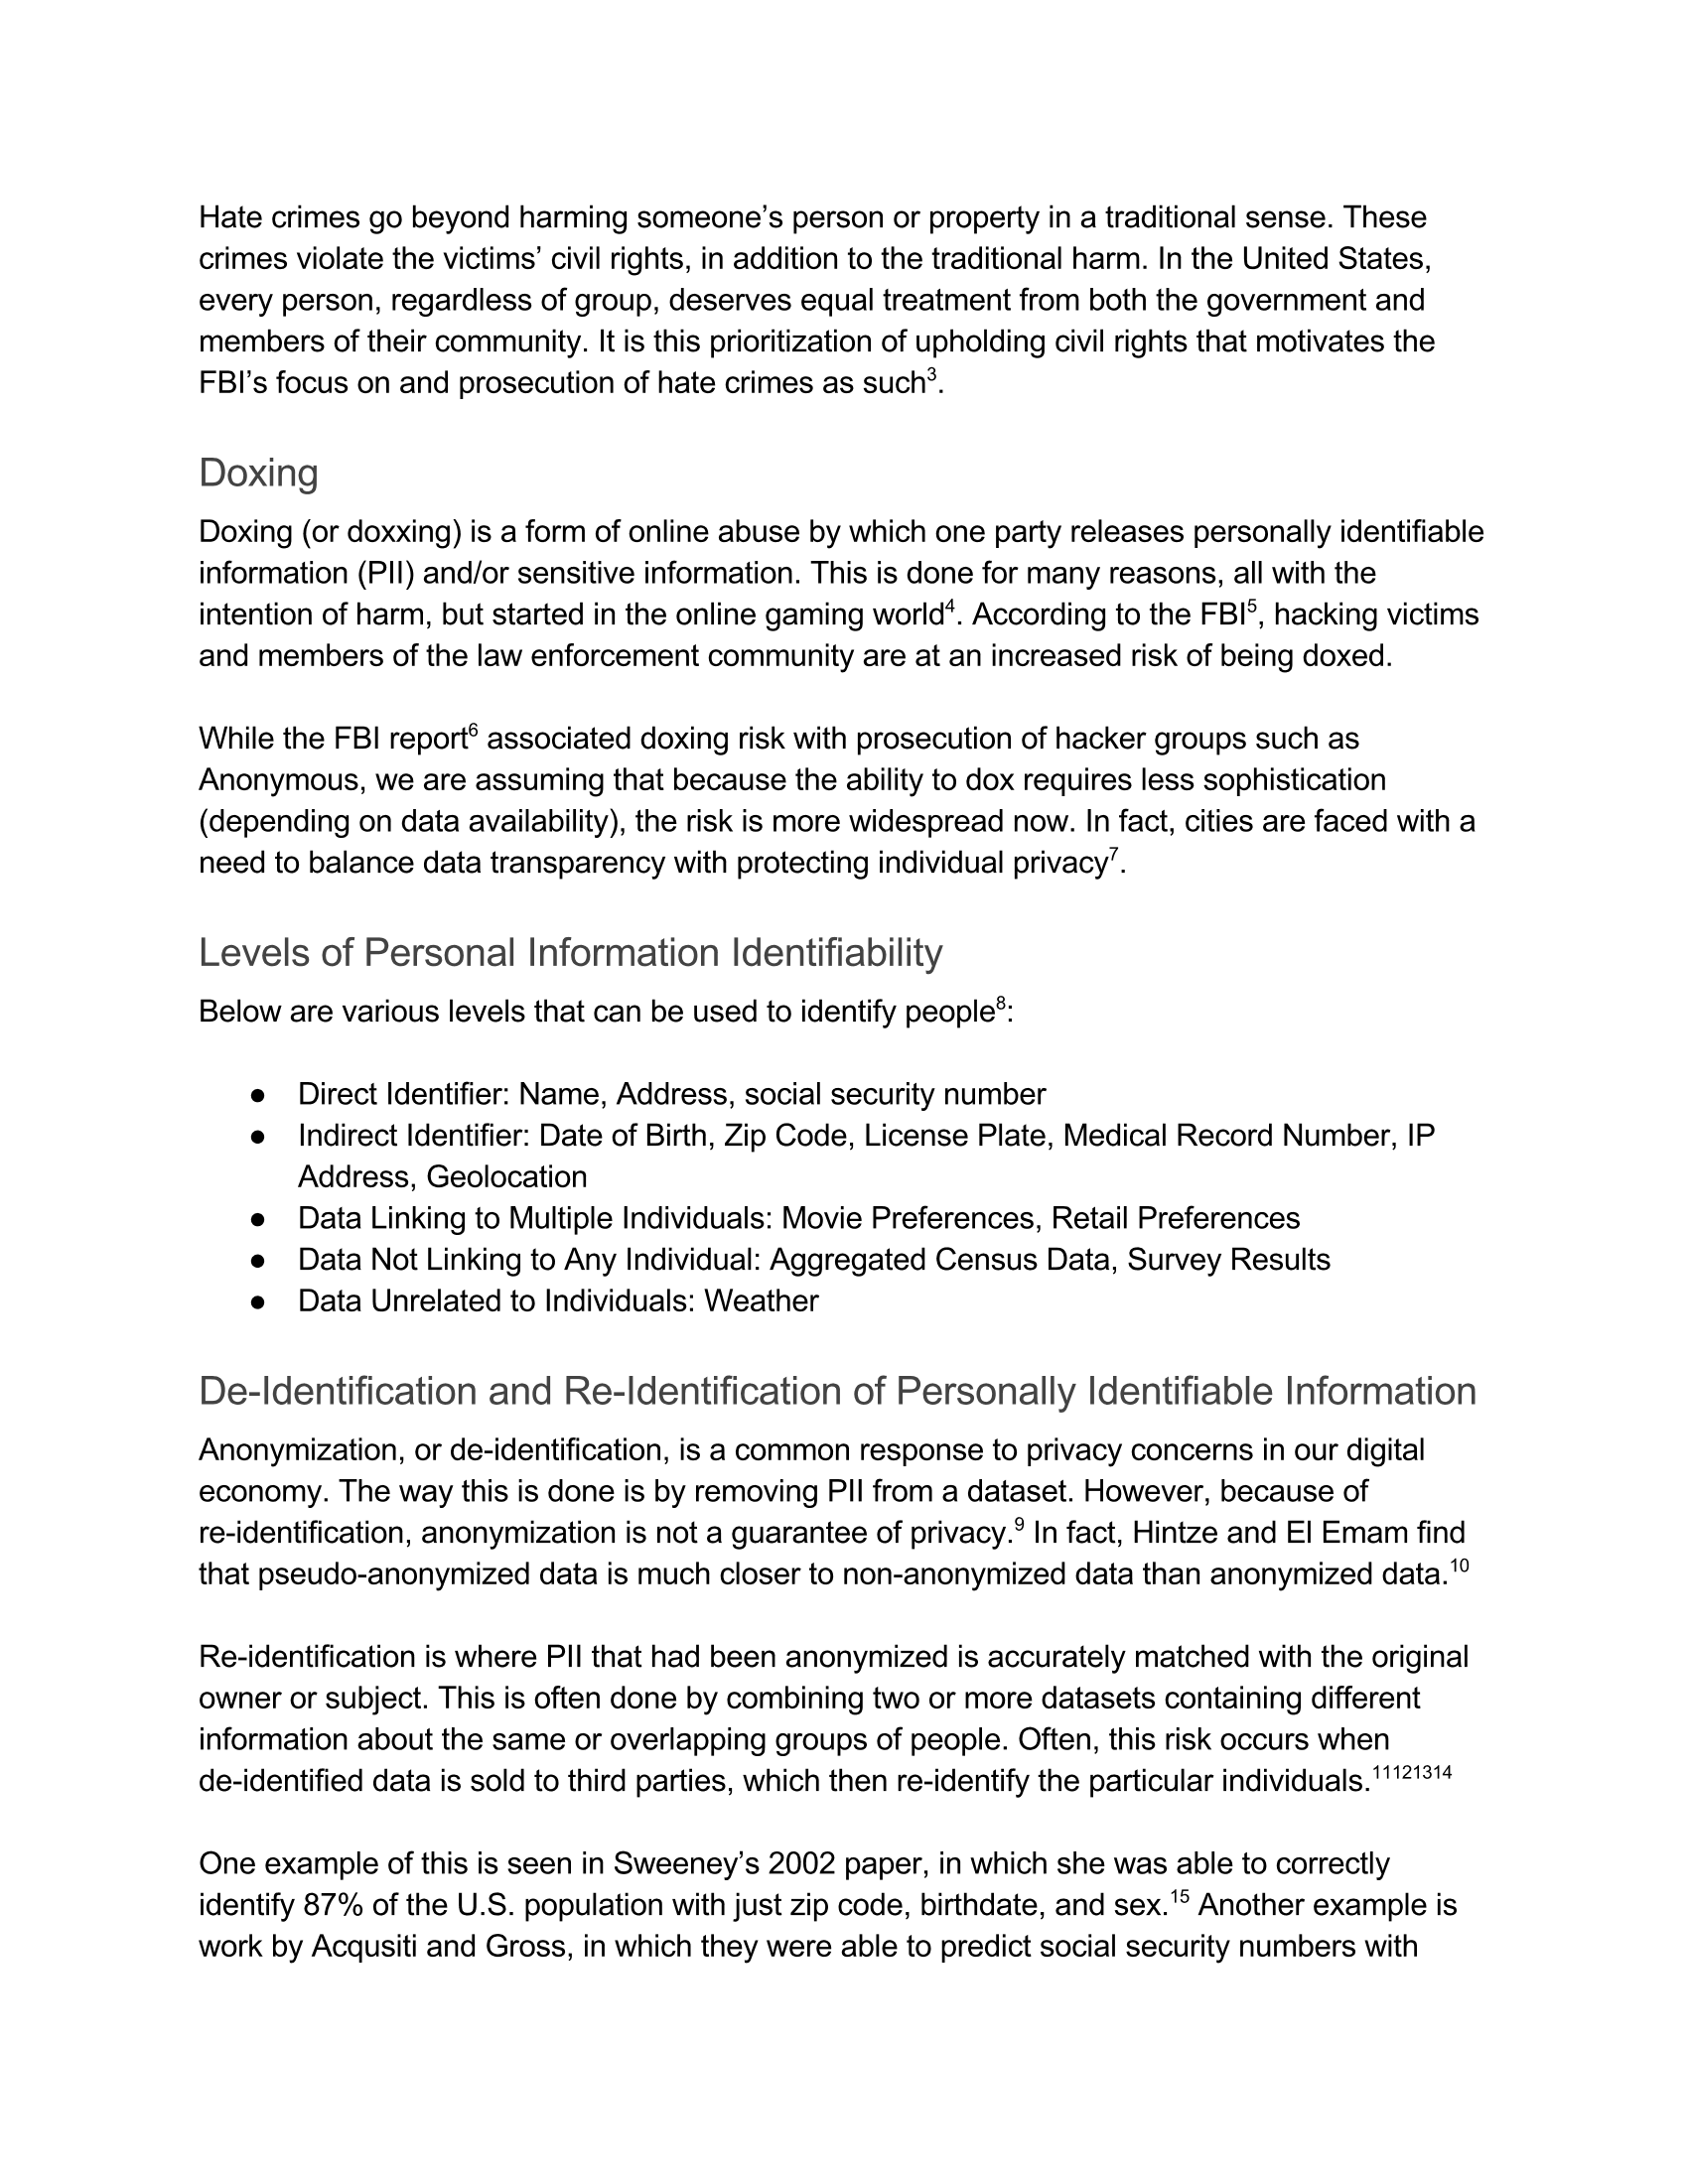 Hate crimes go beyond harming someone’s person or property in a traditional sense. These
crimes violate the victims’ civil rights, in addition to the traditional harm. In the United States,
every person, regardless of group, deserves equal treatment from both the government and
members of their community. It is this prioritization of upholding civil rights that motivates the
FBI’s focus on and prosecution of hate crimes as such³.
Doxing
Doxing (or doxxing) is a form of online abuse by which one party releases personally identifiable
information (PII) and/or sensitive information. This is done for many reasons, all with the
intention of harm, but started in the online gaming world⁴. According to the FBI⁵, hacking victims
and members of the law enforcement community are at an increased risk of being doxed.
While the FBI report⁶ associated doxing risk with prosecution of hacker groups such as
Anonymous, we are assuming that because the ability to dox requires less sophistication
(depending on data availability), the risk is more widespread now. In fact, cities are faced with a
need to balance data transparency with protecting individual privacy⁷.
Levels of Personal Information Identifiability
Below are various levels that can be used to identify people⁸:
● Direct Identifier: Name, Address, social security number
● Indirect Identifier: Date of Birth, Zip Code, License Plate, Medical Record Number, IP
Address, Geolocation
● Data Linking to Multiple Individuals: Movie Preferences, Retail Preferences
● Data Not Linking to Any Individual: Aggregated Census Data, Survey Results
● Data Unrelated to Individuals: Weather
De-Identification and Re-Identification of Personally Identifiable Information
Anonymization, or de-identification, is a common response to privacy concerns in our digital
economy. The way this is done is by removing PII from a dataset. However, because of
re-identification, anonymization is not a guarantee of privacy.⁹ In fact, Hintze and El Emam find
that pseudo-anonymized data is much closer to non-anonymized data than anonymized data.¹⁰
Re-identification is where PII that had been anonymized is accurately matched with the original
owner or subject. This is often done by combining two or more datasets containing different
information about the same or overlapping groups of people. Often, this risk occurs when
de-identified data is sold to third parties, which then re-identify the particular individuals.¹¹¹²¹³¹⁴
One example of this is seen in Sweeney’s 2002 paper, in which she was able to correctly
identify 87% of the U.S. population with just zip code, birthdate, and sex.¹⁵ Another example is
work by Acqusiti and Gross, in which they were able to predict social security numbers with